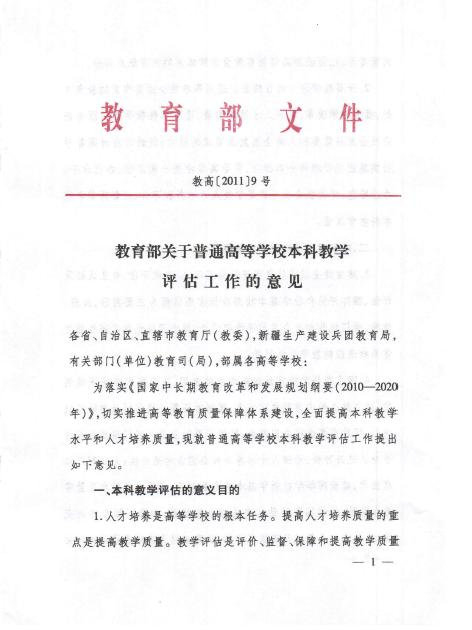 教育部文件
教高〔2011〕9号
教育部关于普通高等学校本科教学
评估工作的意见
各省、自治区、直辖市教育厅(教委),新疆生产建设兵团教育局,
有关部门(单位)教育司(局),部属各高等学校:
为落实《国家中长期教育改革和发展规划纲要(2010—2020
年)》,切实推进高等教育质量保障体系建设,全面提高本科教学
水平和人才培养质量,现就普通高等学校本科教学评估工作提出
如下意见。
一、本科教学评估的意义目的
1.人才培养是高等学校的根本任务。提高人才培养质量的重
点是提高教学质量。教学评估是评价、监督、保障和提高教学质量
— 1 —